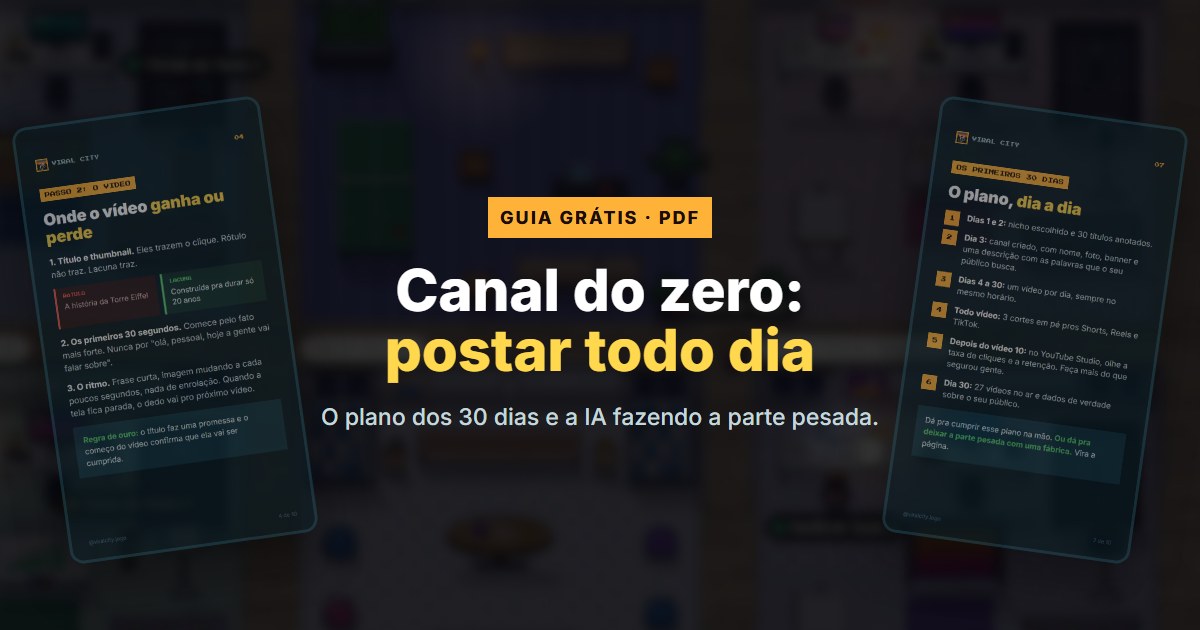 04
VIRAL CITY
PASSO 2: O VIDEO
Onde o vídeo ganha ou
perde
1. Título e thumbnail. Eles trazem o clique. Rótulo
não traz. Lacuna traz.
RÓTULO
A história da Torre Eiffel
LACUNA
Construída pra durar só
20 anos
2. Os primeiros 30 segundos. Comece pelo fato
mais forte. Nunca por "olá, pessoal, hoje a gente vai
falar sobre".
3. O ritmo. Frase curta, imagem mudando a cada
poucos segundos, nada de enrolação. Quando a
tela fica parada, o dedo vai pro próximo vídeo.
Regra de ouro: o título faz uma promessa e o
começo do vídeo confirma que ela vai ser
cumprida.
GUIA GRÁTIS · PDF
Canal do zero:
postar todo dia
O plano dos 30 dias e a IA fazendo a parte pesada.
07
VIRAL CITY
OS PRIMEIROS 30 DIAS
O plano, dia a dia
1 Dias 1 e 2: nicho escolhido e 30 títulos anotados.
2 Dia 3: canal criado, com nome, foto, banner e
uma descrição com as palavras que o seu
público busca.
3 Dias 4 a 30: um vídeo por dia, sempre no
mesmo horário.
4 Todo vídeo: 3 cortes em pé pros Shorts, Reels e
TikTok.
5 Depois do vídeo 10: no YouTube Studio, olhe a
taxa de cliques e a retenção. Faça mais do que
segurou gente.
6 Dia 30: 27 vídeos no ar e dados de verdade
sobre o seu público.
Dá pra cumprir esse plano na mão. Ou dá pra
deixar a parte pesada com uma fábrica. Vira a
página.